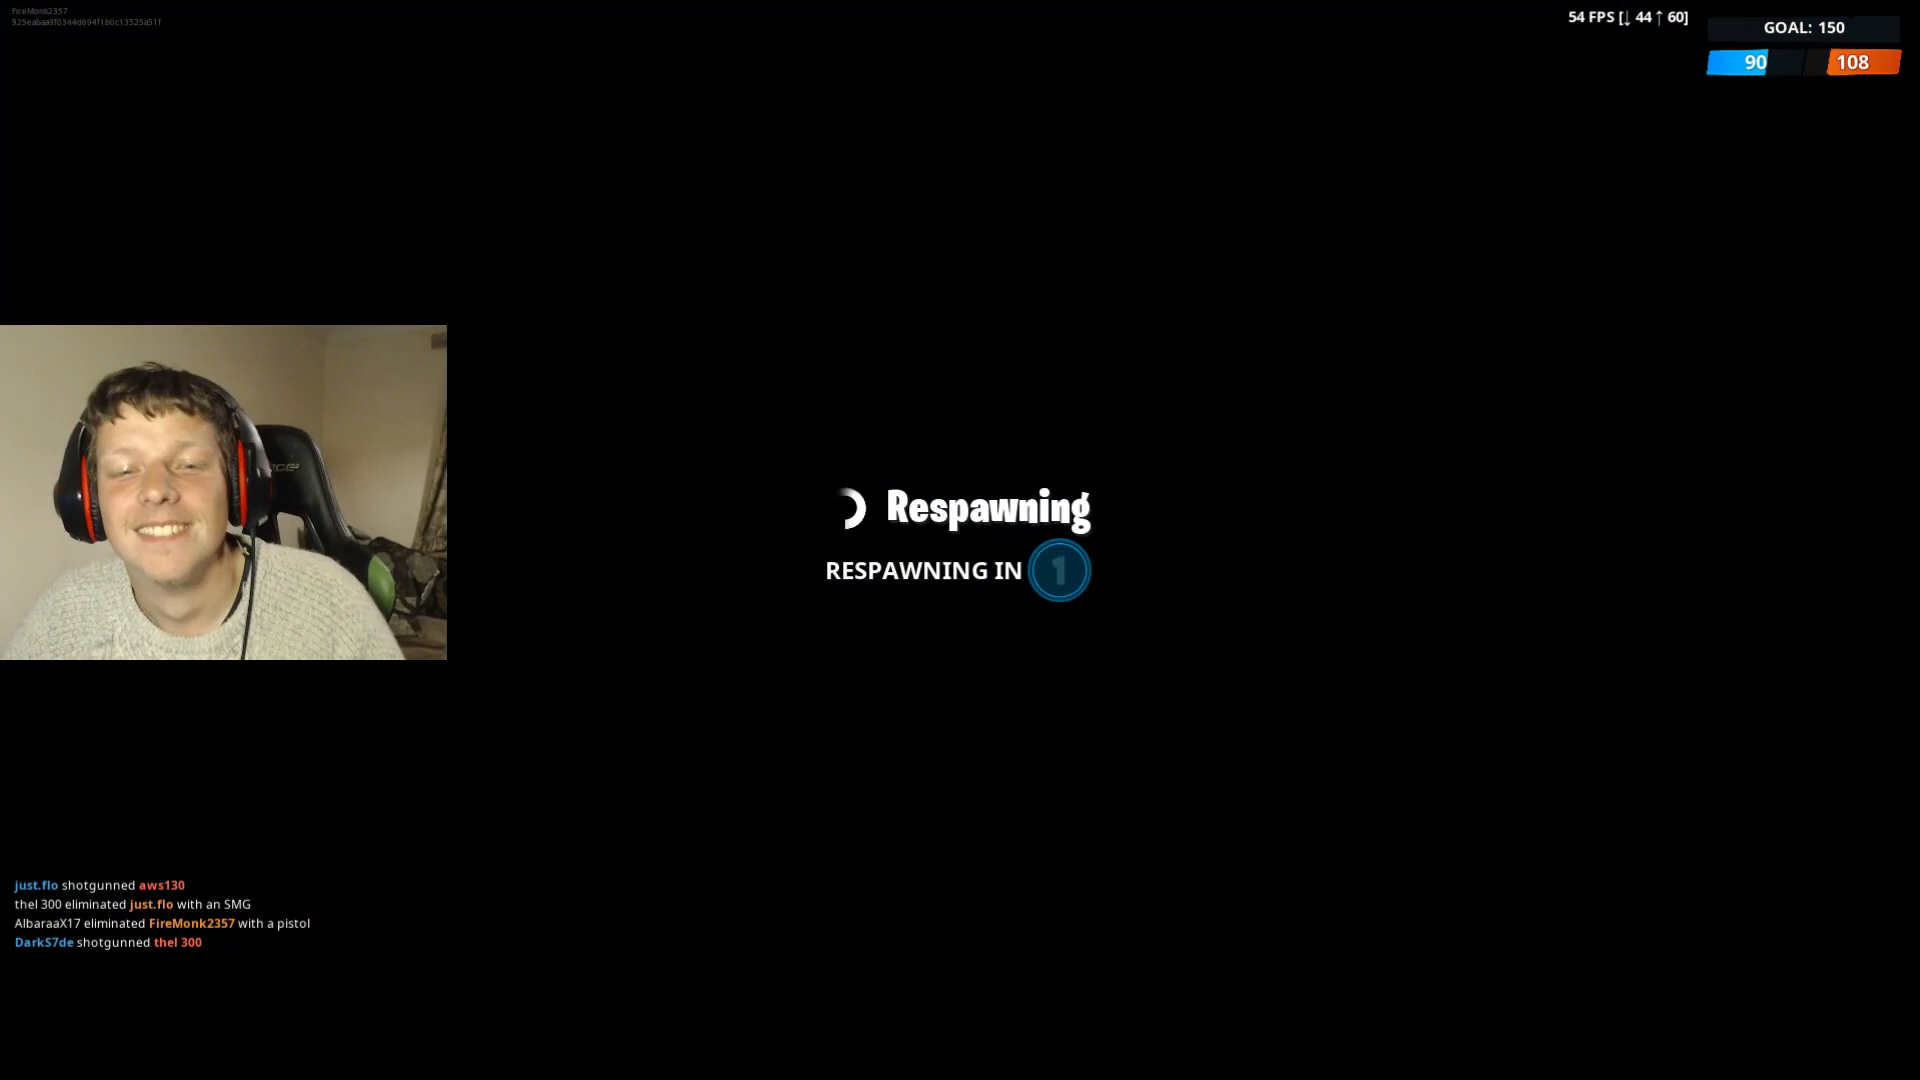 FireMonk2357
54 FPS [↓ 44 ↑ 60]
GOAL: 150
90
108
Respawning
RESPAWNING IN 1
just.flo shotgunned aws130
thel 300 eliminated just.flo with an SMG
AlbaraaX17 eliminated FireMonk2357 with a pistol
DarkS7de shotgunned thel 300